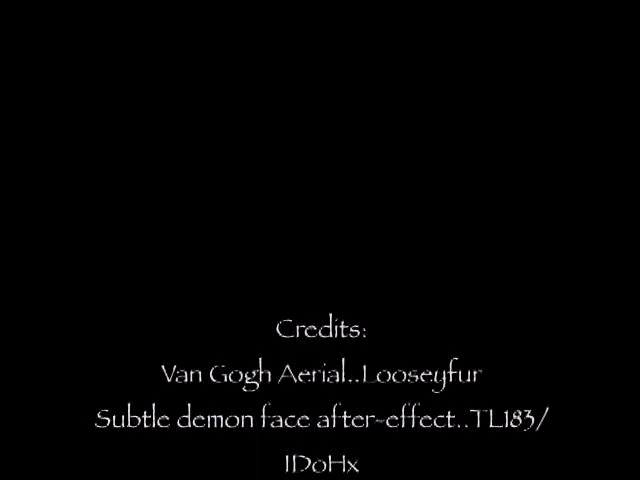 Credits:
Van Gogh Aerial..Looseyfur
Subtle demon face after-effect..TL183/
IDoHx